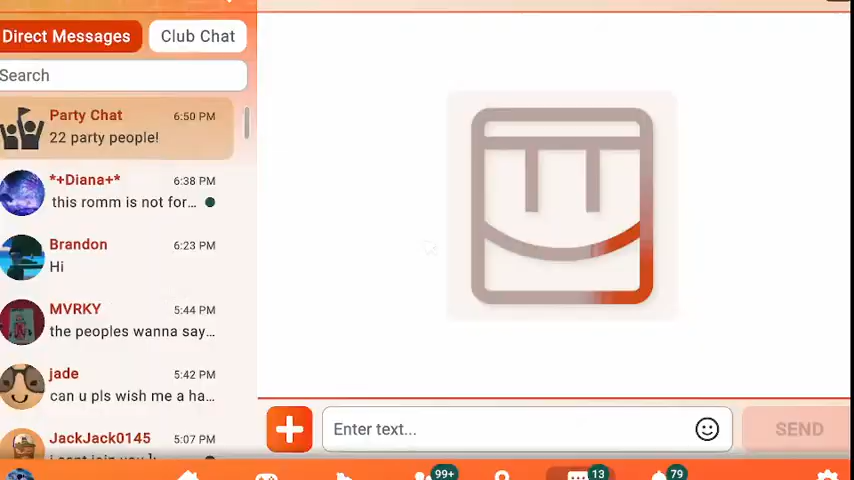 Direct Messages
Club Chat
Search
Party Chat
6:50 PM
22 party people!
*+Diana+*
6:38 PM
this romm is not for...
Brandon
6:23 PM
Hi
MVRKY
5:44 PM
the peoples wanna say...
jade
5:42 PM
can u pls wish me a ha...
JackJack0145
5:07 PM
Enter text...
SEND
99+
13
79